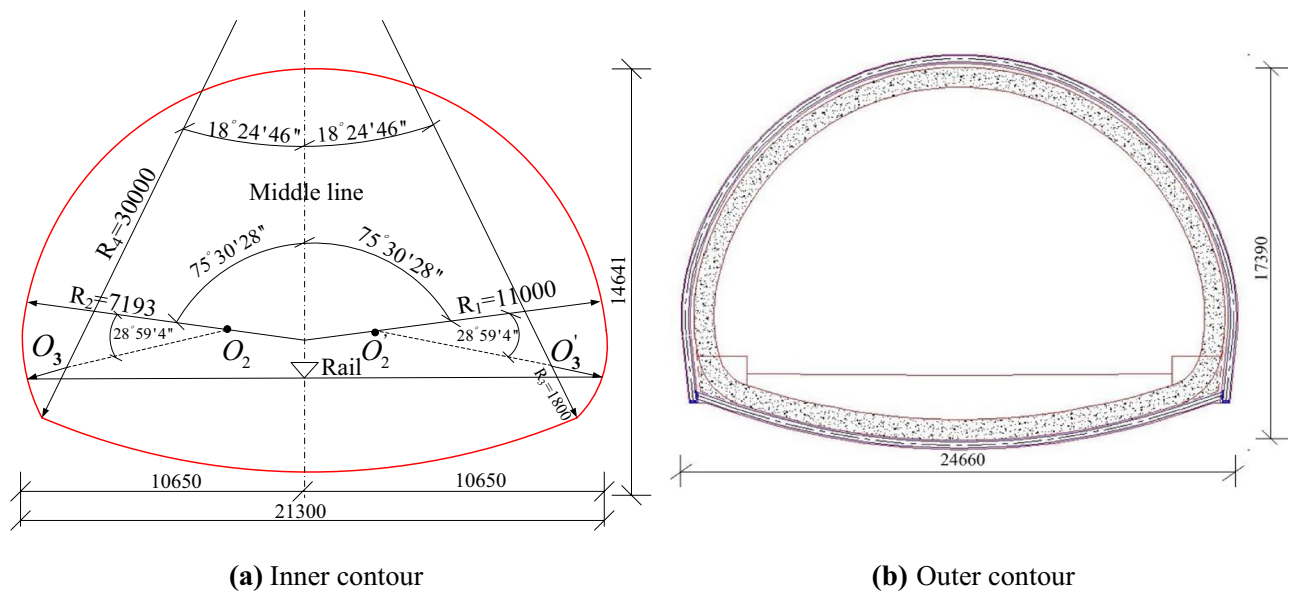 18°24'46" 18°24'46"
Middle line
R4=30000
75°30'28" 75°30'28"
R2=7193
R1=11000
28°59'4" 28°59'4"
O3 O2 O2' O3'
Rail
R3=1800
14641
10650 10650
21300
(a) Inner contour
17390
24660
(b) Outer contour